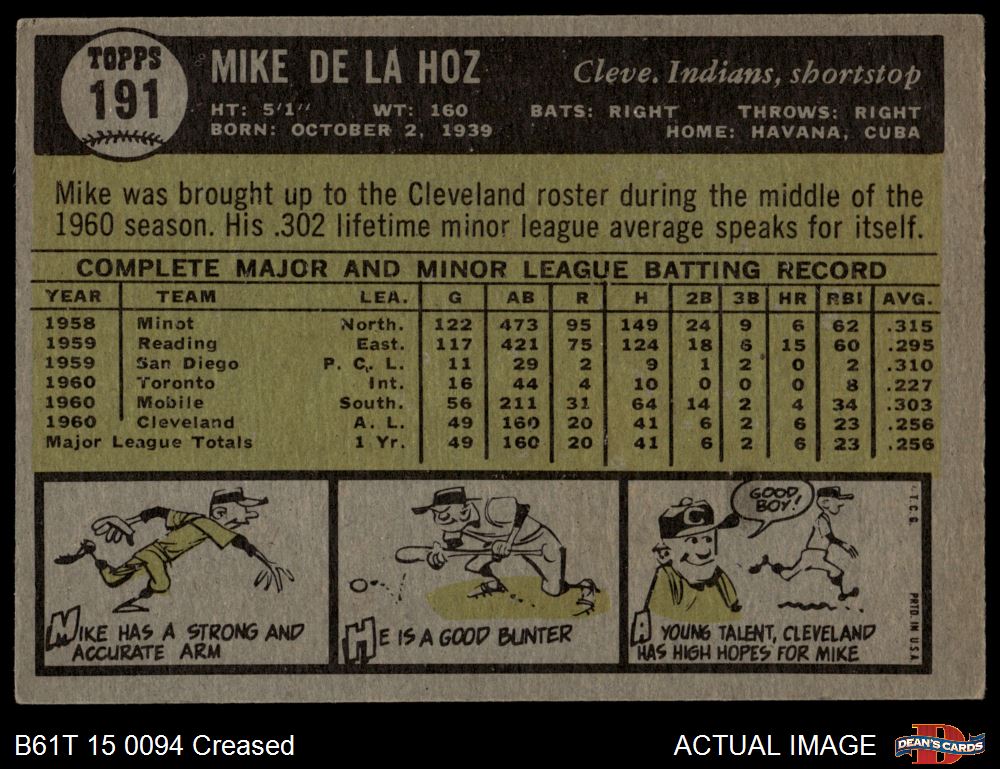 TOPPS
191
MIKE DE LA HOZ
Cleve. Indians, shortstop
HT: 5'1" WT: 160 BATS: RIGHT THROWS: RIGHT
BORN: OCTOBER 2, 1939 HOME: HAVANA, CUBA
Mike was brought up to the Cleveland roster during the middle of the
1960 season. His .302 lifetime minor league average speaks for itself.
COMPLETE MAJOR AND MINOR LEAGUE BATTING RECORD
YEAR TEAM LEA. G AB R H 2B 3B HR RBI AVG.
1958 Minot North. 122 473 95 149 24 9 6 62 .315
1959 Reading East. 117 421 75 124 18 6 15 60 .295
1959 San Diego P. C. L. 11 29 2 9 1 2 0 2 .310
1960 Toronto Int. 16 44 4 10 0 0 0 8 .227
1960 Mobile South. 56 211 31 64 14 2 4 34 .303
1960 Cleveland A. L. 49 160 20 41 6 2 6 23 .256
Major League Totals 1 Yr. 49 160 20 41 6 2 6 23 .256
MIKE HAS A STRONG AND
ACCURATE ARM
HE IS A GOOD BUNTER
GOOD
BOY!
C
A YOUNG TALENT, CLEVELAND
HAS HIGH HOPES FOR MIKE
T.C.G.
PRTD IN U.S.A.
B61T 15 0094 Creased
ACTUAL IMAGE
DEAN'S CARDS